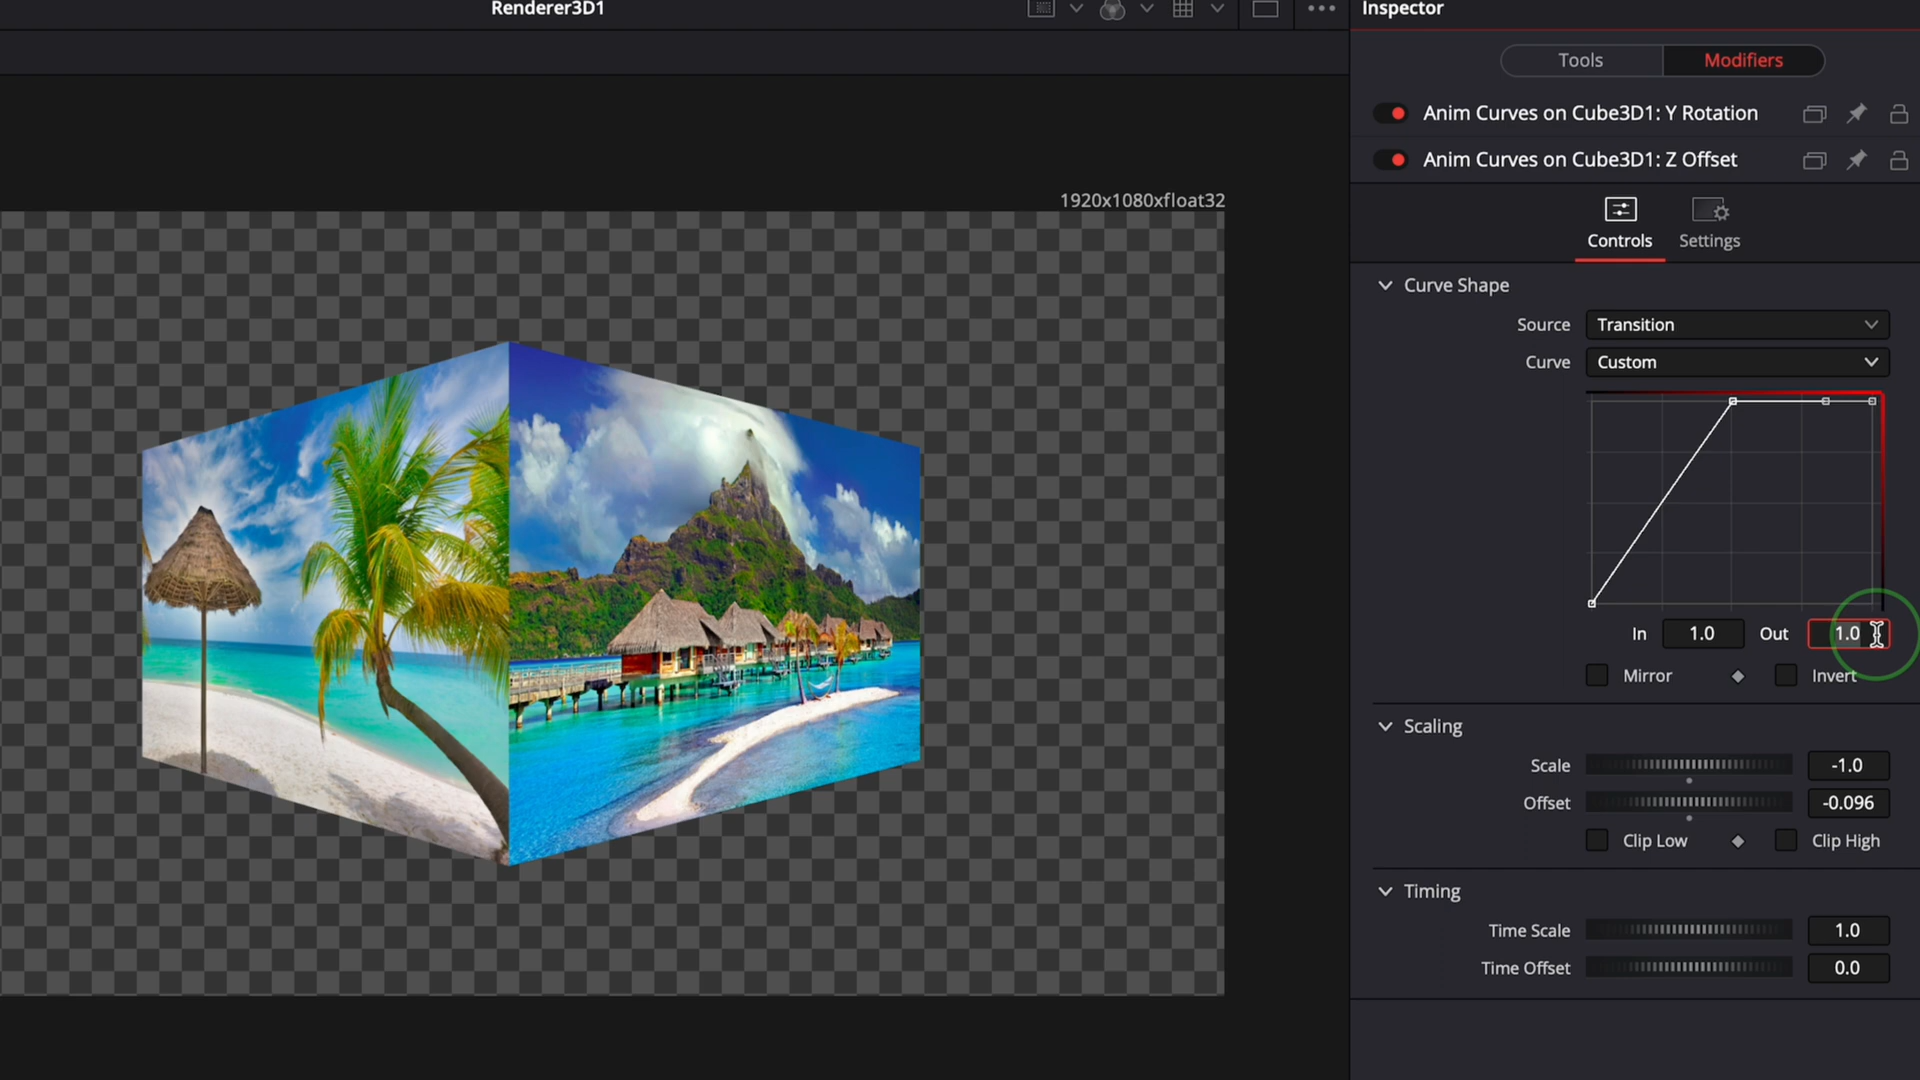 Renderer3D1
Inspector
Tools
Modifiers
Anim Curves on Cube3D1: Y Rotation
Anim Curves on Cube3D1: Z Offset
1920x1080xfloat32
Controls
Settings
Curve Shape
Source
Transition
Curve
Custom
In
1.0
Out
1.0
Mirror
Invert
Scaling
Scale
-1.0
Offset
-0.096
Clip Low
Clip High
Timing
Time Scale
1.0
Time Offset
0.0